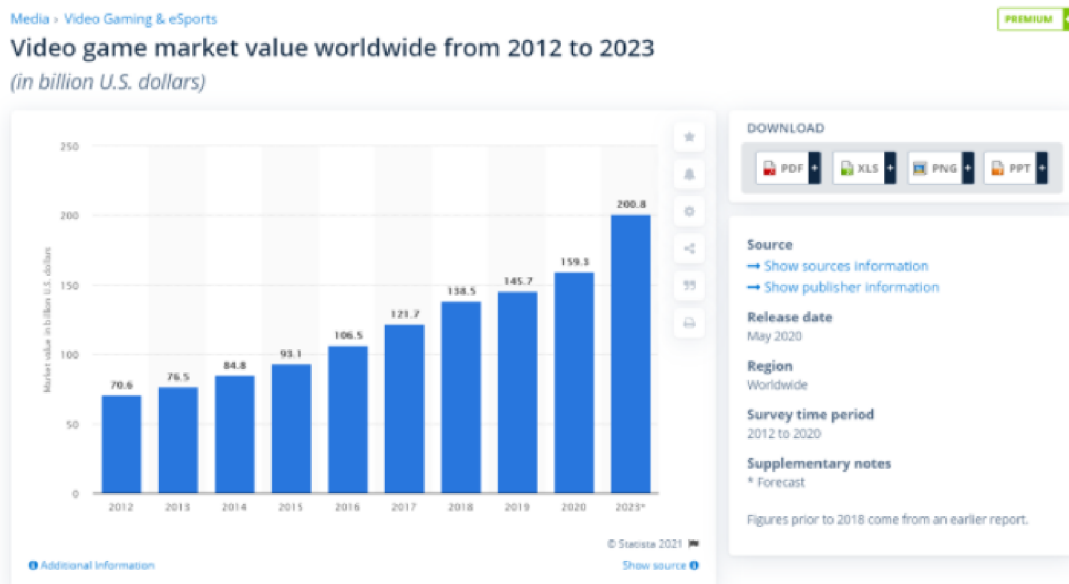 Media › Video Gaming & eSports
PREMIUM +
Video game market value worldwide from 2012 to 2023
(in billion U.S. dollars)
DOWNLOAD
PDF + XLS + PNG + PPT +
Market value in billion U.S. dollars
250
200
150
100
50
0
70.6
76.5
84.8
93.1
106.5
121.7
138.5
145.7
159.3
200.8
2012 2013 2014 2015 2016 2017 2018 2019 2020 2023*
© Statista 2021
Additional Information
Show source
Source
→ Show sources information
→ Show publisher information
Release date
May 2020
Region
Worldwide
Survey time period
2012 to 2020
Supplementary notes
* Forecast
Figures prior to 2018 come from an earlier report.